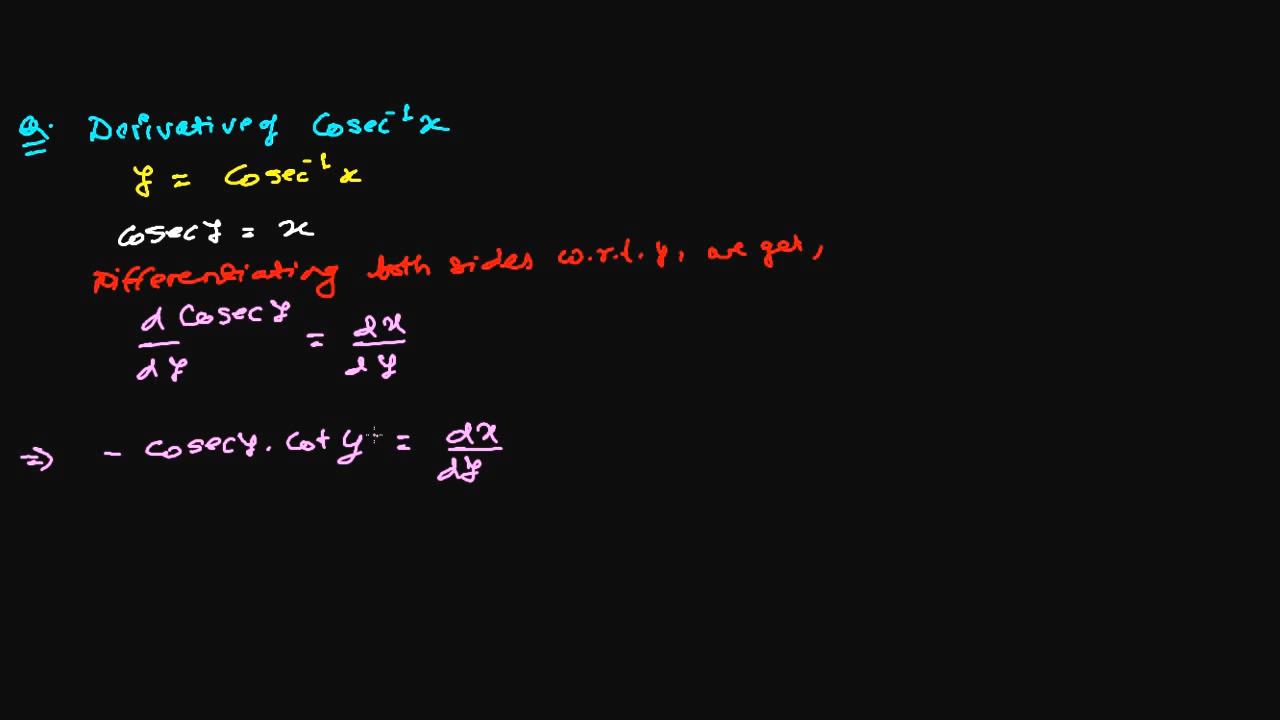 Q. Derivative of Cosec⁻¹x
y = Cosec⁻¹x
cosec y = x
Differentiating both sides w.r.t. y, we get,
d Cosec y / dy = dx / dy
⇒ - cosec y . cot y = dx / dy